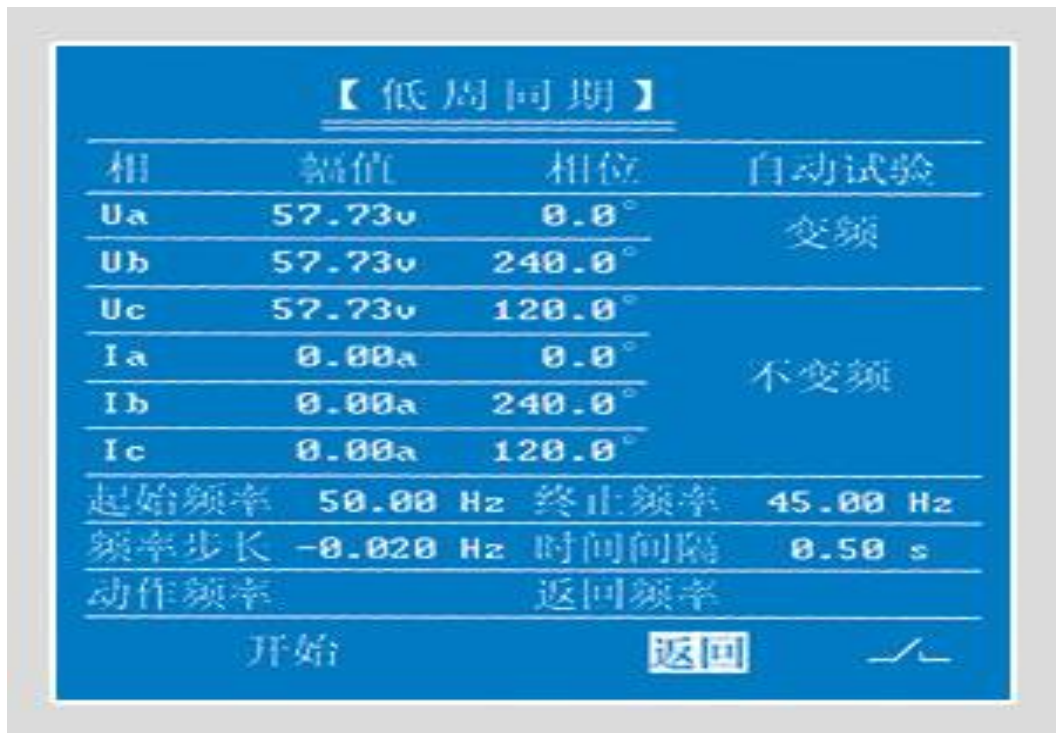 【低周同期】
相 幅值 相位 自动试验
Ua 57.73v 0.0°
变频
Ub 57.73v 240.0°
Uc 57.73v 120.0°
Ia 0.00a 0.0°
不变频
Ib 0.00a 240.0°
Ic 0.00a 120.0°
起始频率 50.00 Hz 终止频率 45.00 Hz
频率步长 -0.020 Hz 时间间隔 0.50 s
动作频率 返回频率
开始 返回